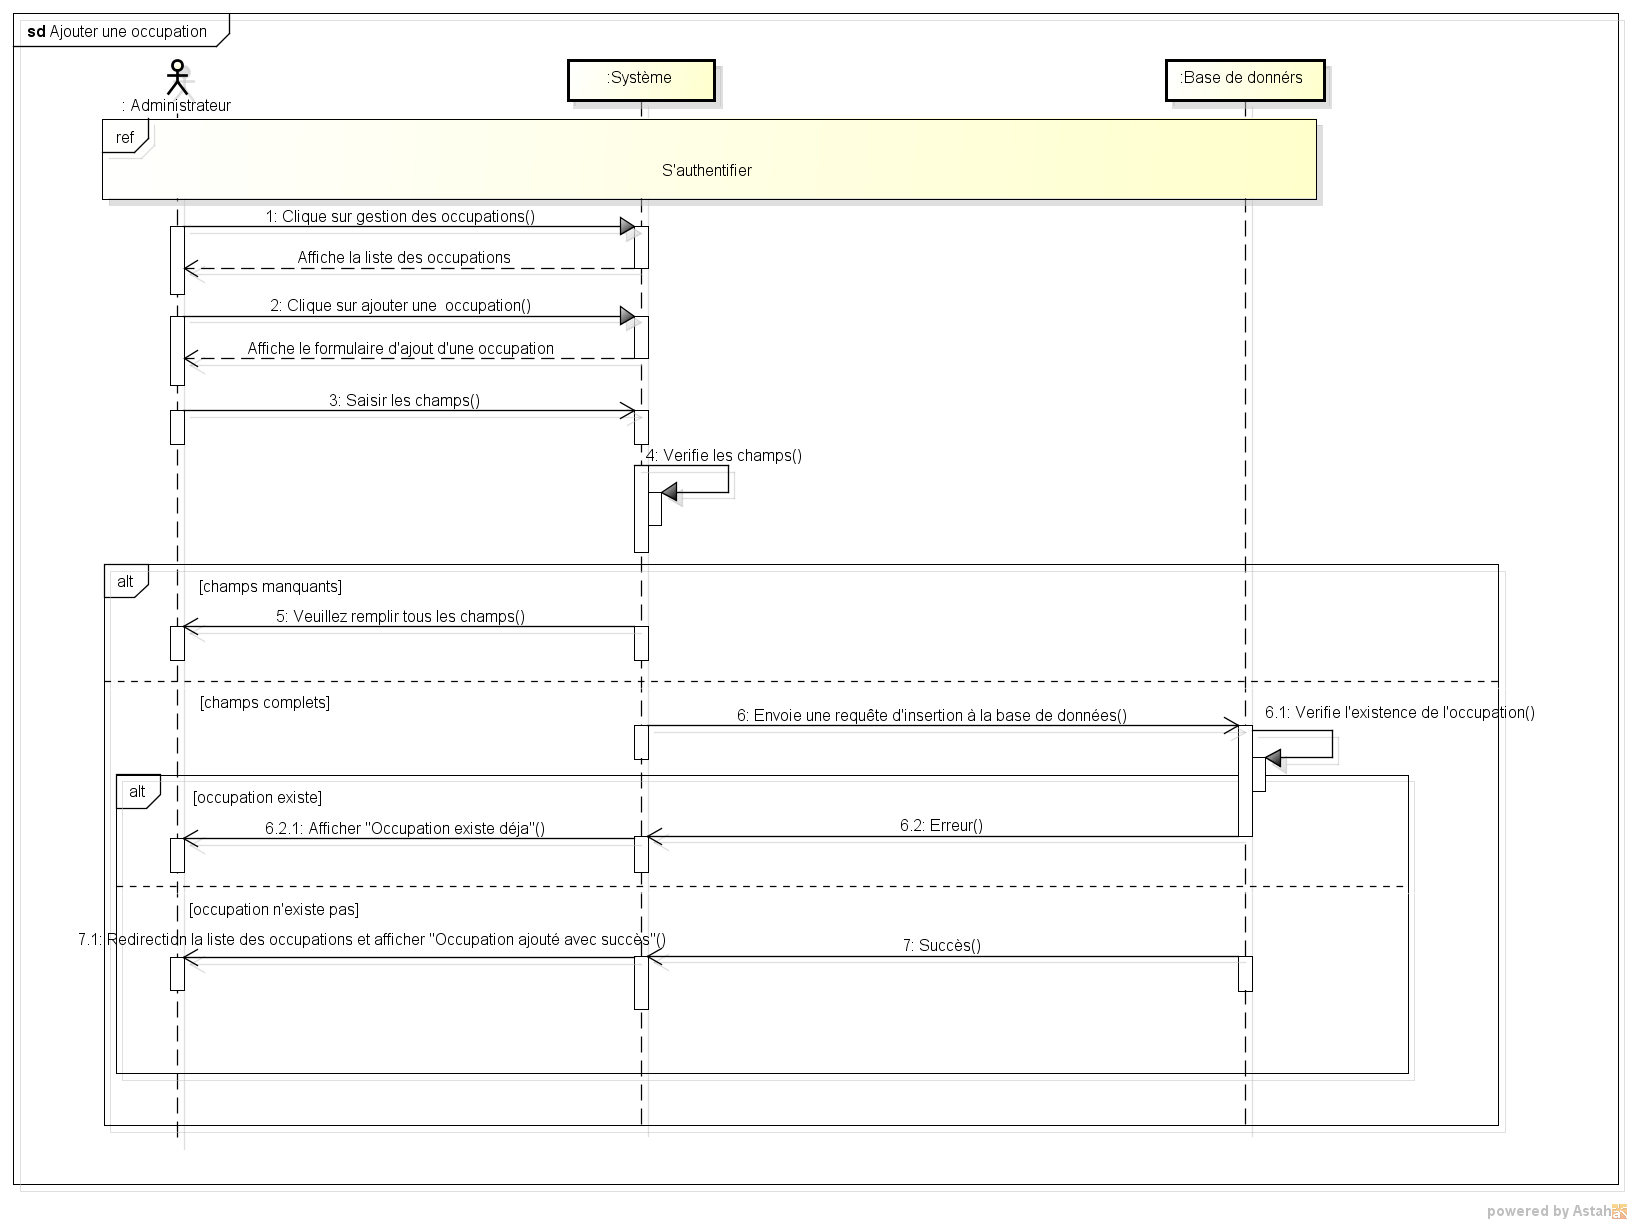 sd Ajouter une occupation
: Administrateur
:Système
:Base de donnérs
ref
S'authentifier
1: Clique sur gestion des occupations()
Affiche la liste des occupations
2: Clique sur ajouter une  occupation()
Affiche le formulaire d'ajout d'une occupation
3: Saisir les champs()
4: Verifie les champs()
alt
[champs manquants]
5: Veuillez remplir tous les champs()
[champs complets]
6: Envoie une requête d'insertion à la base de données()
6.1: Verifie l'existence de l'occupation()
alt
[occupation existe]
6.2: Erreur()
6.2.1: Afficher "Occupation existe déja"()
[occupation n'existe pas]
7.1: Redirection la liste des occupations et afficher "Occupation ajouté avec succès"()
7: Succès()
powered by Astah